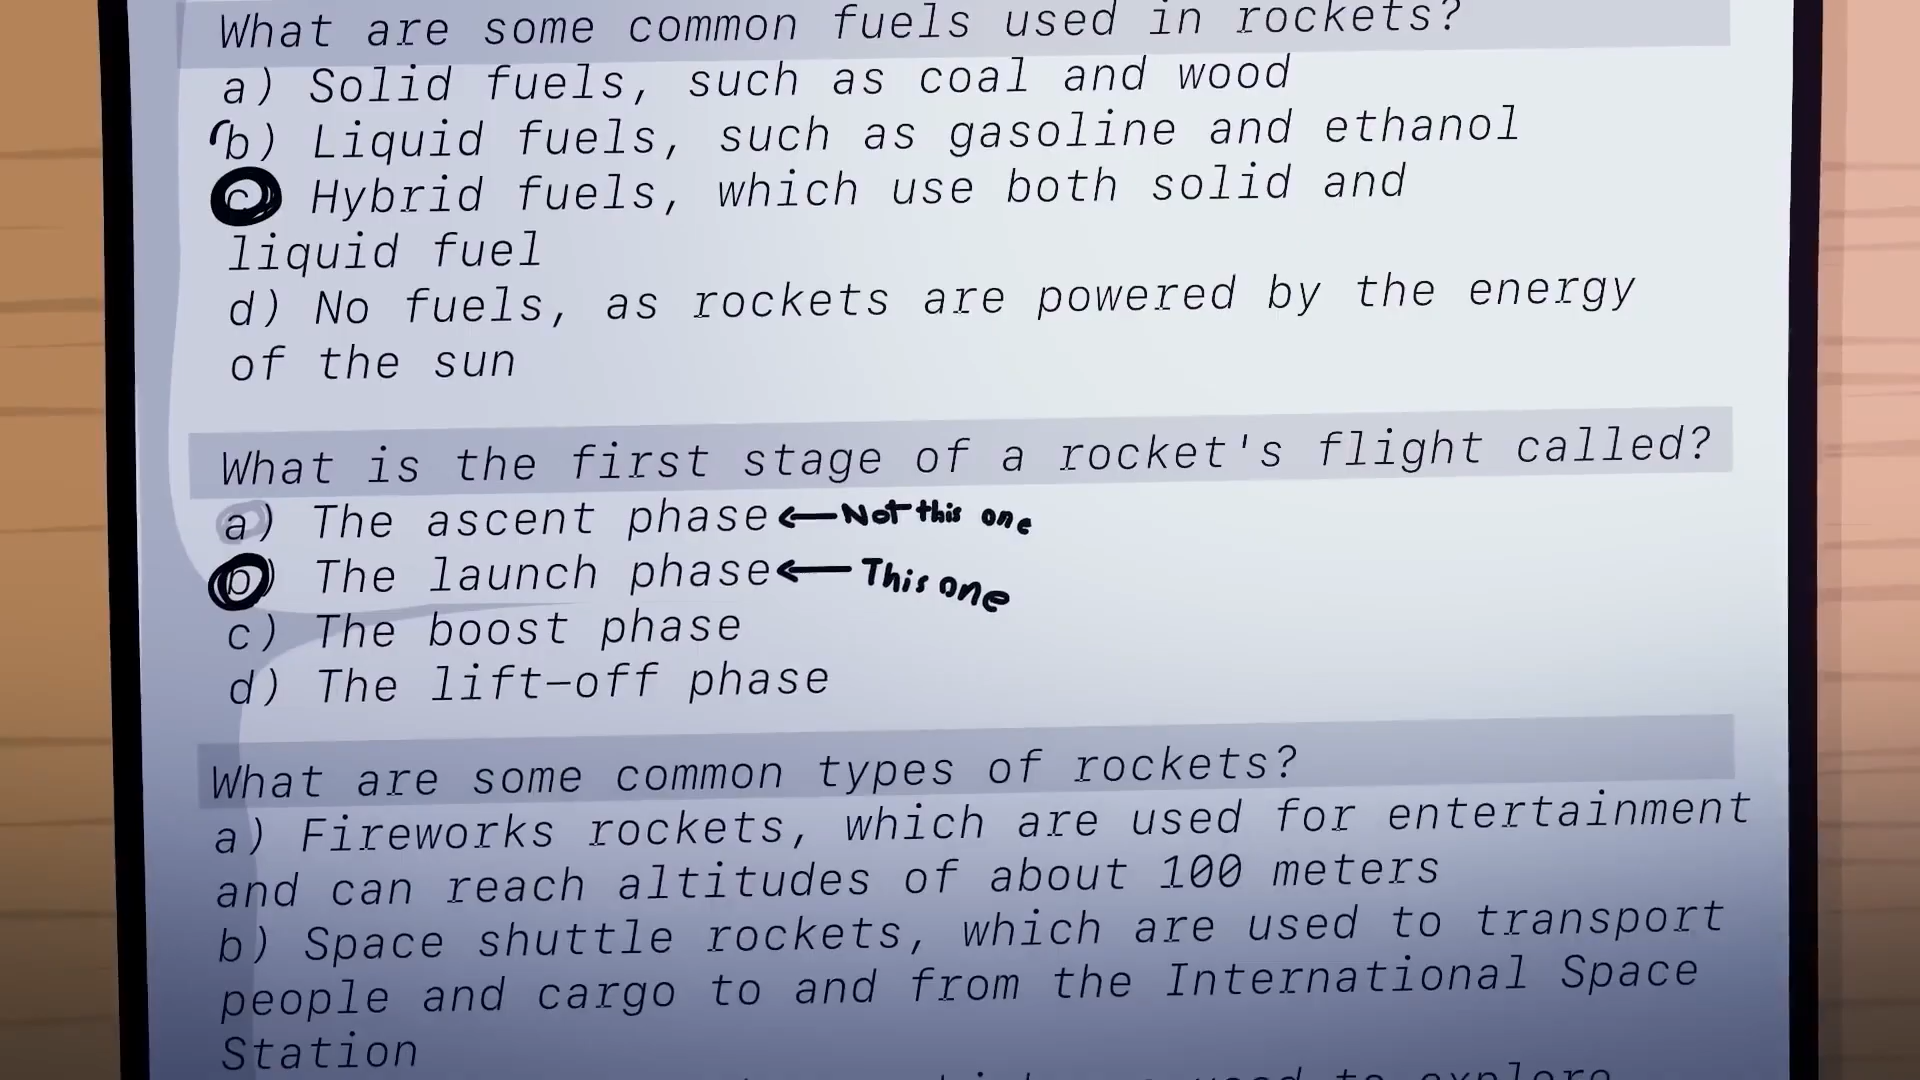 What are some common fuels used in rockets?
a) Solid fuels, such as coal and wood
b) Liquid fuels, such as gasoline and ethanol
c Hybrid fuels, which use both solid and
liquid fuel
d) No fuels, as rockets are powered by the energy
of the sun
What is the first stage of a rocket's flight called?
a) The ascent phase ← Not this one
b) The launch phase ← This one
c) The boost phase
d) The lift-off phase
What are some common types of rockets?
a) Fireworks rockets, which are used for entertainment
and can reach altitudes of about 100 meters
b) Space shuttle rockets, which are used to transport
people and cargo to and from the International Space
Station
used to explore